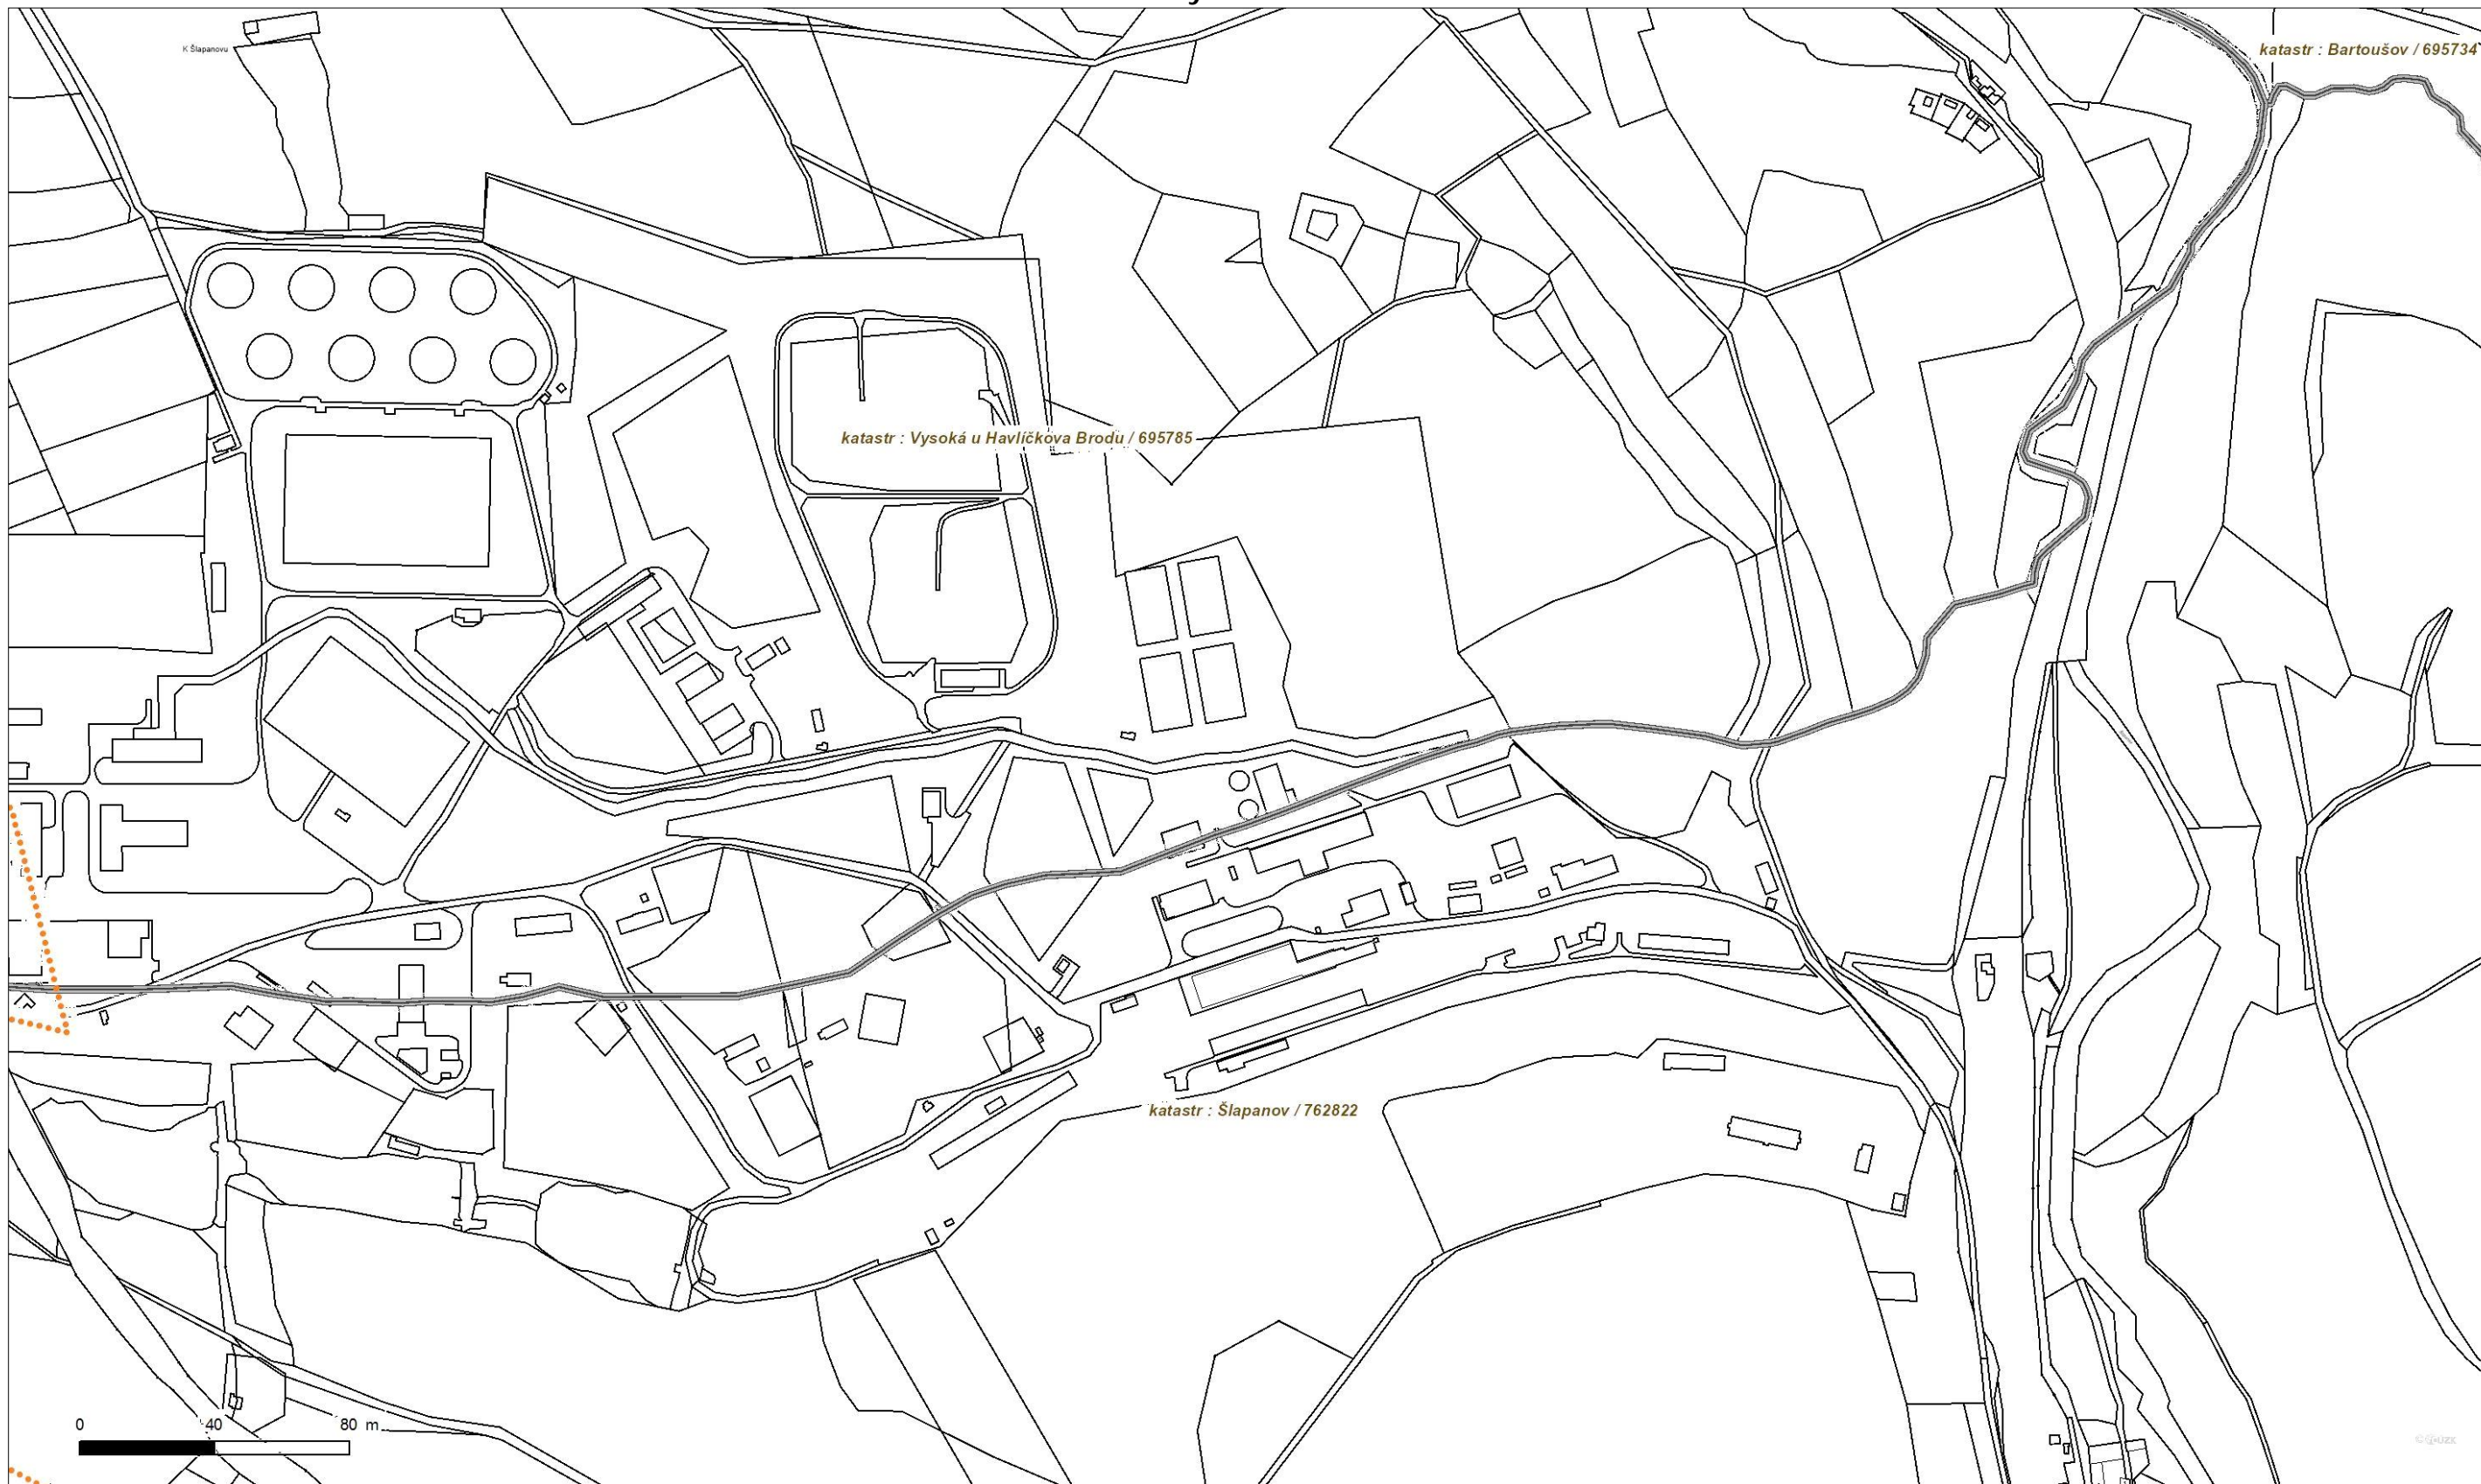 katastr : Bartoušov / 695734
K Šlapanovu
katastr : Vysoká u Havlíčkova Brodu / 695785
katastr : Šlapanov / 762822
0 40 80 m